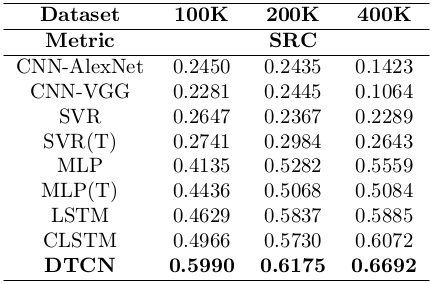 Dataset 100K 200K 400K
Metric SRC
CNN-AlexNet 0.2450 0.2435 0.1423
CNN-VGG 0.2281 0.2445 0.1064
SVR 0.2647 0.2367 0.2289
SVR(T) 0.2741 0.2984 0.2643
MLP 0.4135 0.5282 0.5559
MLP(T) 0.4436 0.5068 0.5084
LSTM 0.4629 0.5837 0.5885
CLSTM 0.4966 0.5730 0.6072
DTCN 0.5990 0.6175 0.6692